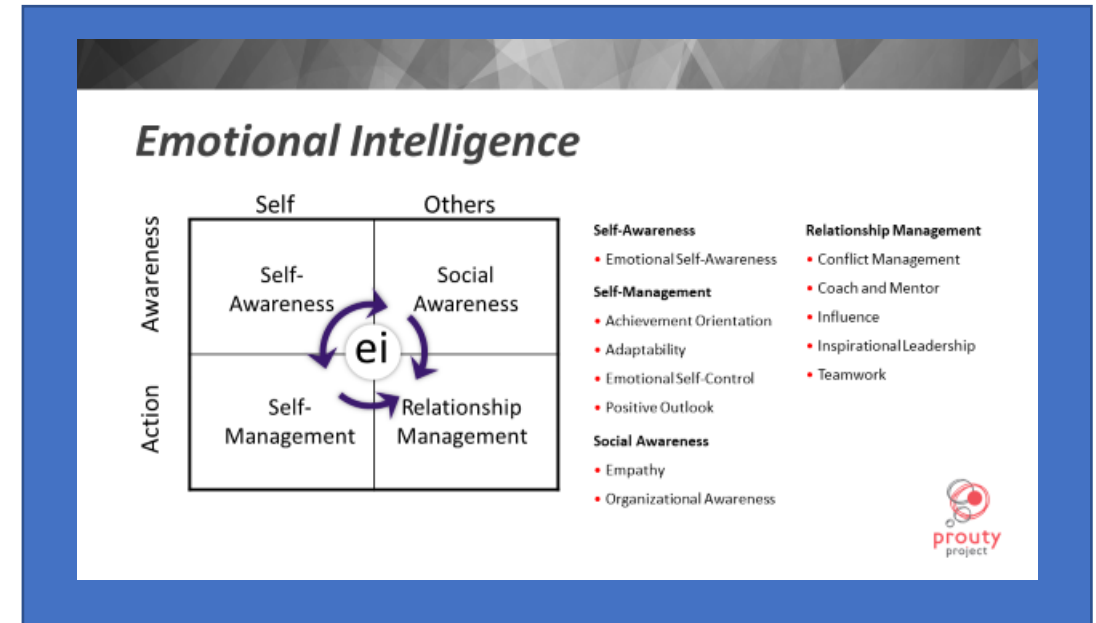 Emotional Intelligence
Self
Others
Awareness
Action
Self-
Awareness
Social
Awareness
ei
Self-
Management
Relationship
Management
Self-Awareness
• Emotional Self-Awareness
Self-Management
• Achievement Orientation
• Adaptability
• Emotional Self-Control
• Positive Outlook
Social Awareness
• Empathy
• Organizational Awareness
Relationship Management
• Conflict Management
• Coach and Mentor
• Influence
• Inspirational Leadership
• Teamwork
prouty
project